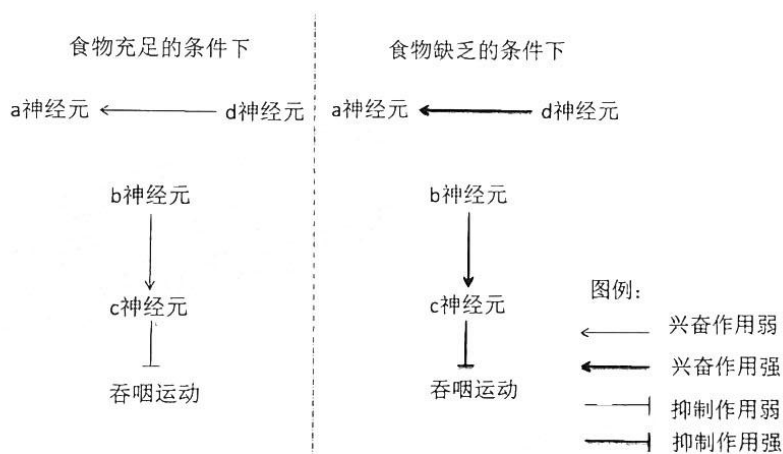 食物充足的条件下
a神经元 d神经元
b神经元
c神经元
吞咽运动
食物缺乏的条件下
a神经元 d神经元
b神经元
c神经元
吞咽运动
图例：
兴奋作用弱
兴奋作用强
抑制作用弱
抑制作用强